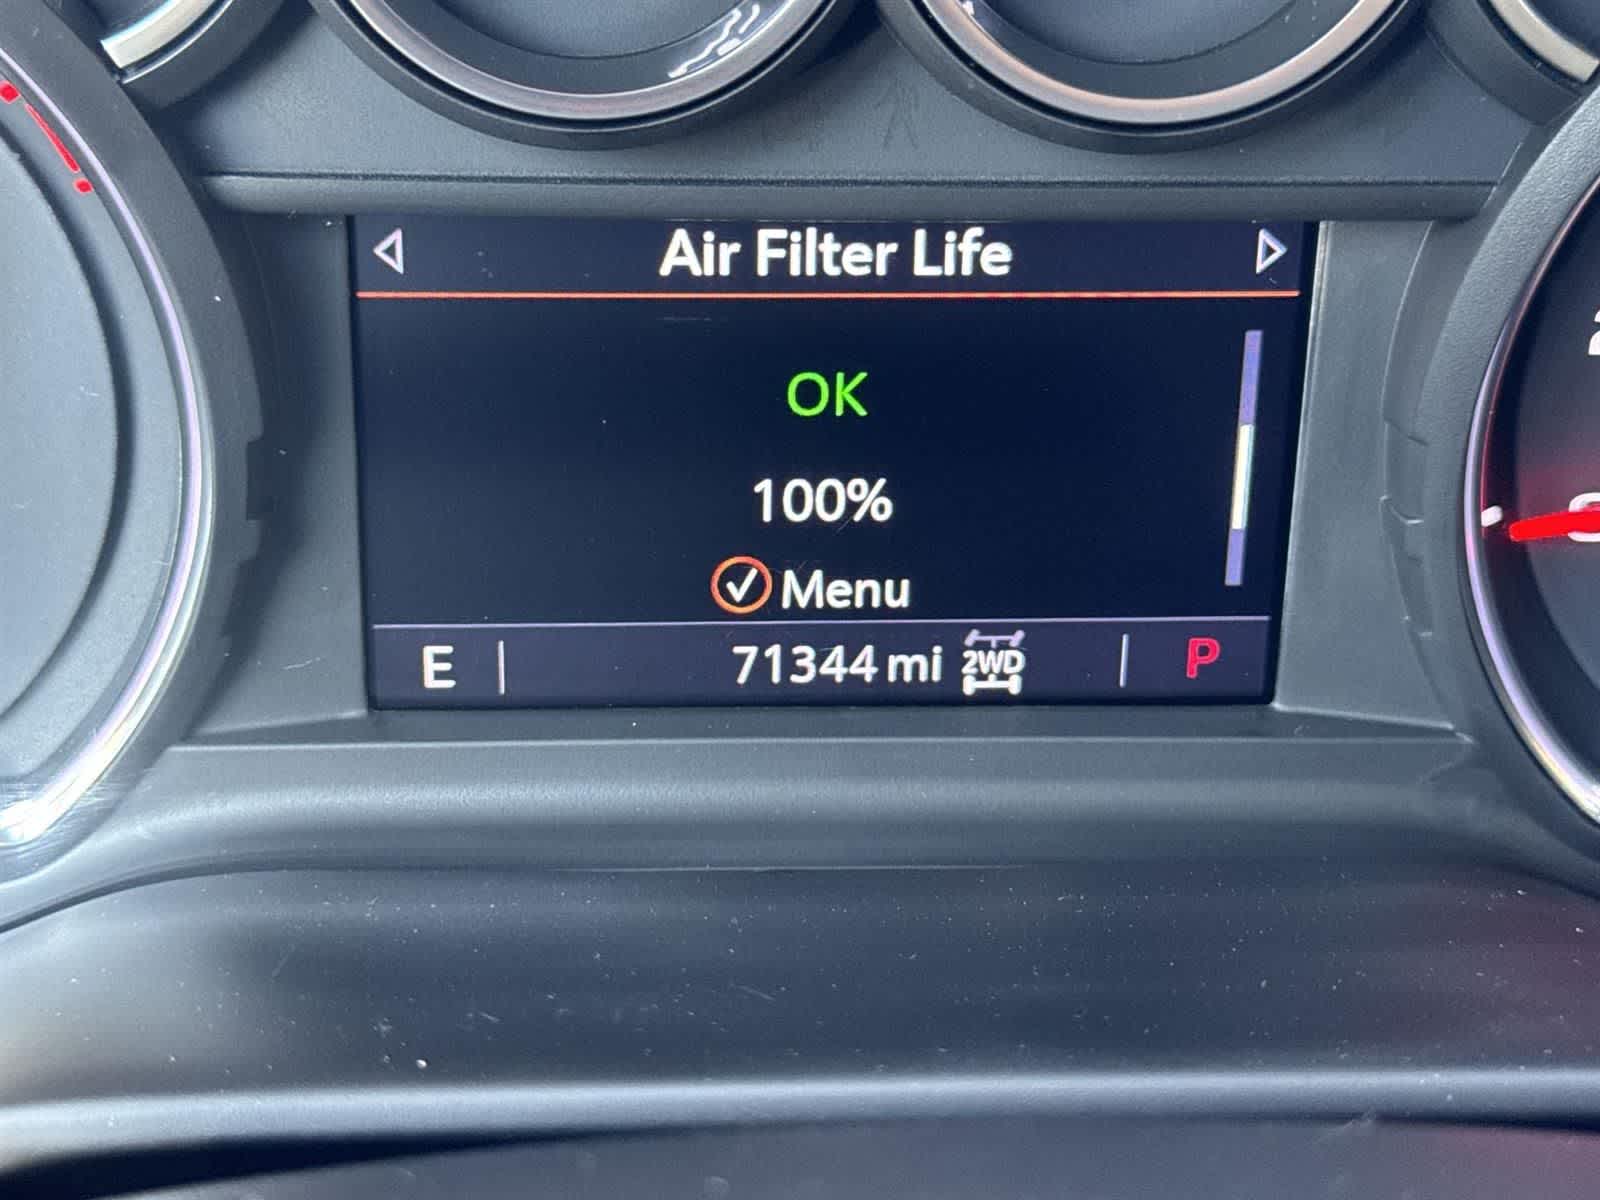 Air Filter Life
OK
100%
Menu
E 71344 mi 2WD P